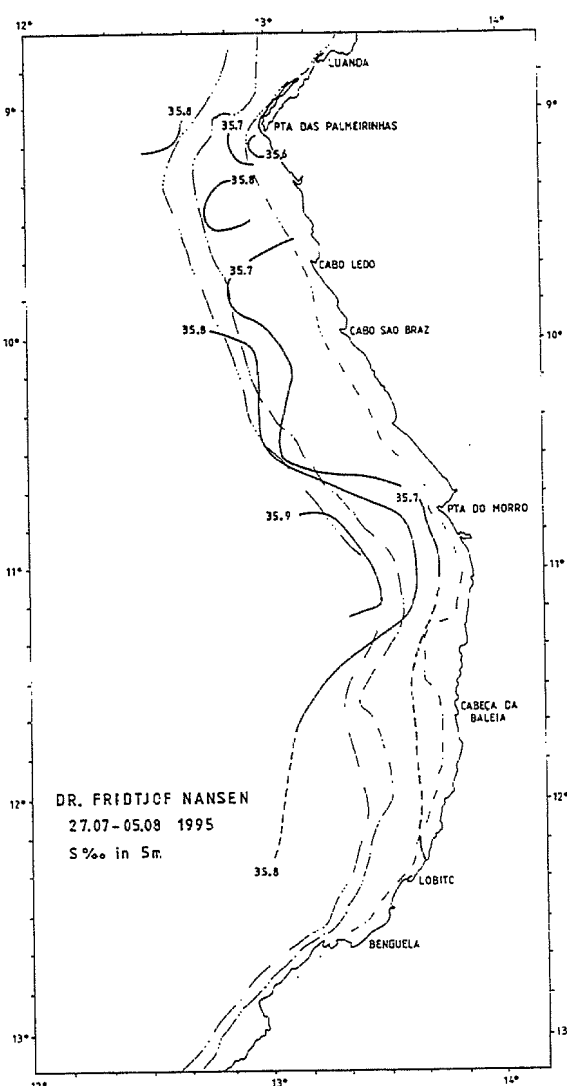 12° 13° 14°
LUANDA
9° 35.8 35.7 PTA DAS PALMEIRINHAS 9°
35.6
35.8
CABO LEDO
35.7
35.8 CABO SAO BRAZ
10° 10°
35.7
35.9 PTA DO MORRO
11° 11°
CABEÇA DA
BALEIA
DR. FRIDTJOF NANSEN
12° 12°
27.07-05.08 1995
S‰ in 5m
35.8 LOBITO
BENGUELA
13° 13°
12° 13° 14°